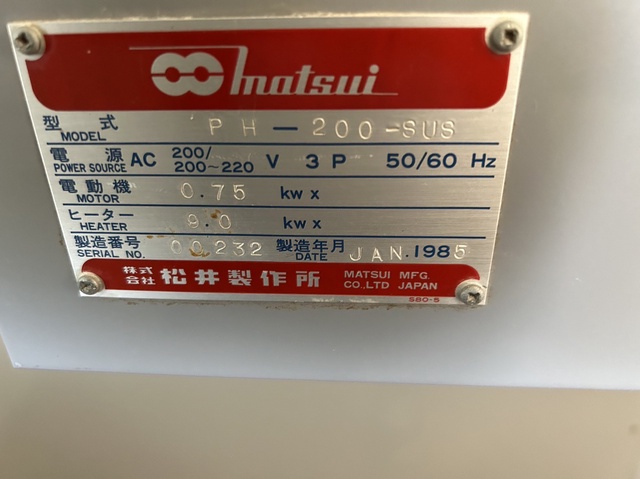 matsui
型式 MODEL PH-200-SUS
電源 POWER SOURCE AC 200/ 200~220 V 3 P 50/60 Hz
電動機 MOTOR 0.75 kw x
ヒーター HEATER 9.0 kw x
製造番号 SERIAL NO. 00232 製造年月 DATE JAN. 1985
株式会社 松井製作所 MATSUI MFG. CO., LTD JAPAN
S80-5